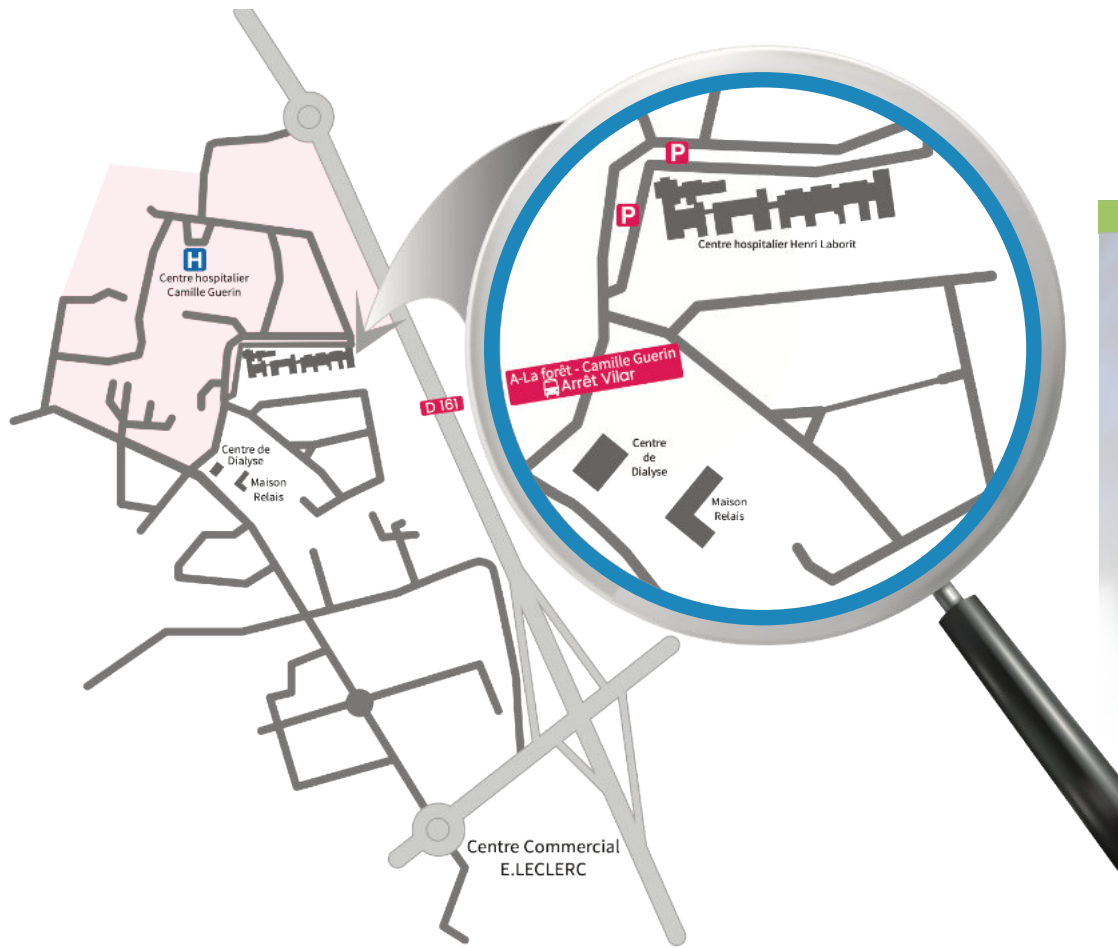 H
Centre hospitalier
Camille Guerin
D 161
Centre de
Dialyse
Maison
Relais
Centre Commercial
E.LECLERC
P
P
Centre hospitalier Henri Laborit
A-La forêt - Camille Guerin
Arrêt Vilar
Centre
de
Dialyse
Maison
Relais